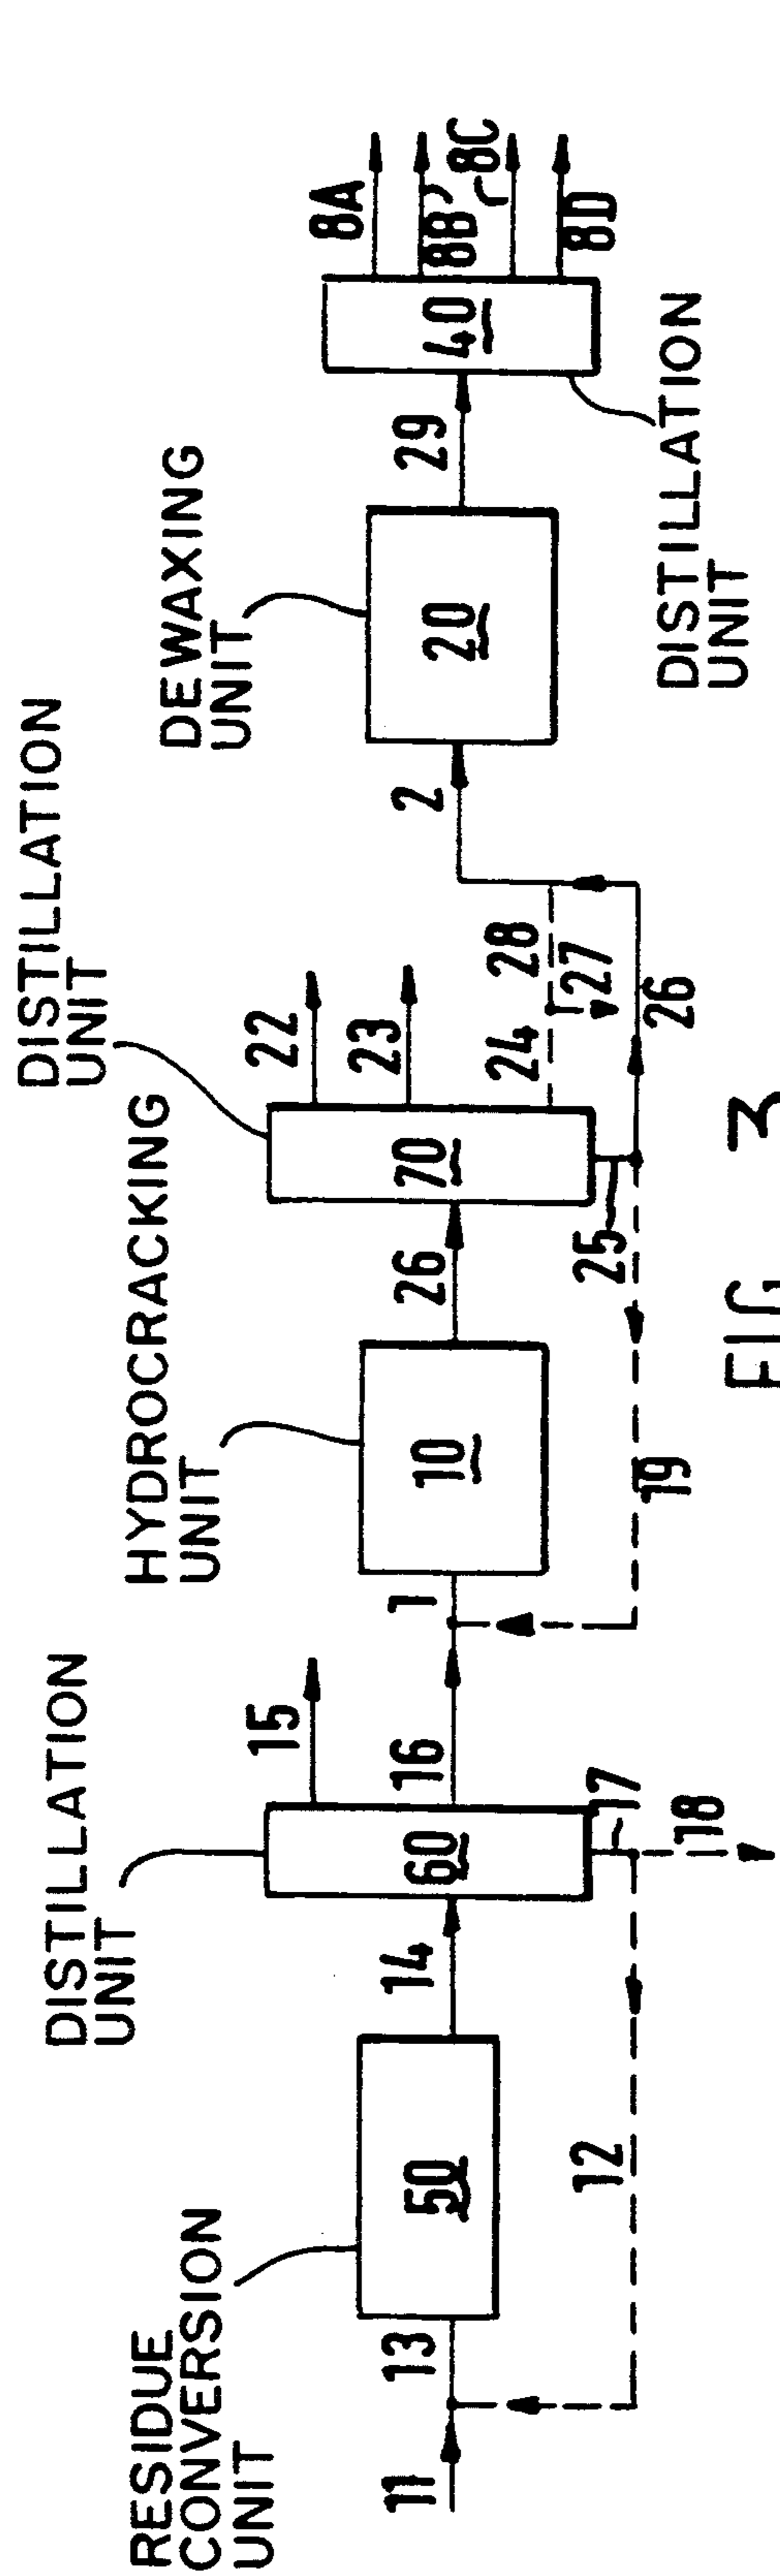 RESIDUE
CONVERSION
UNIT
DISTILLATION
UNIT
HYDROCRACKING
UNIT
DISTILLATION
UNIT
DEWAXING
UNIT
DISTILLATION
UNIT
11
13
50
14
60
15
16
17
18
12
1
10
26
70
22
23
24
28
27
25
26
19
2
20
29
40
8A
8B'
8C
8D
FIG. 3